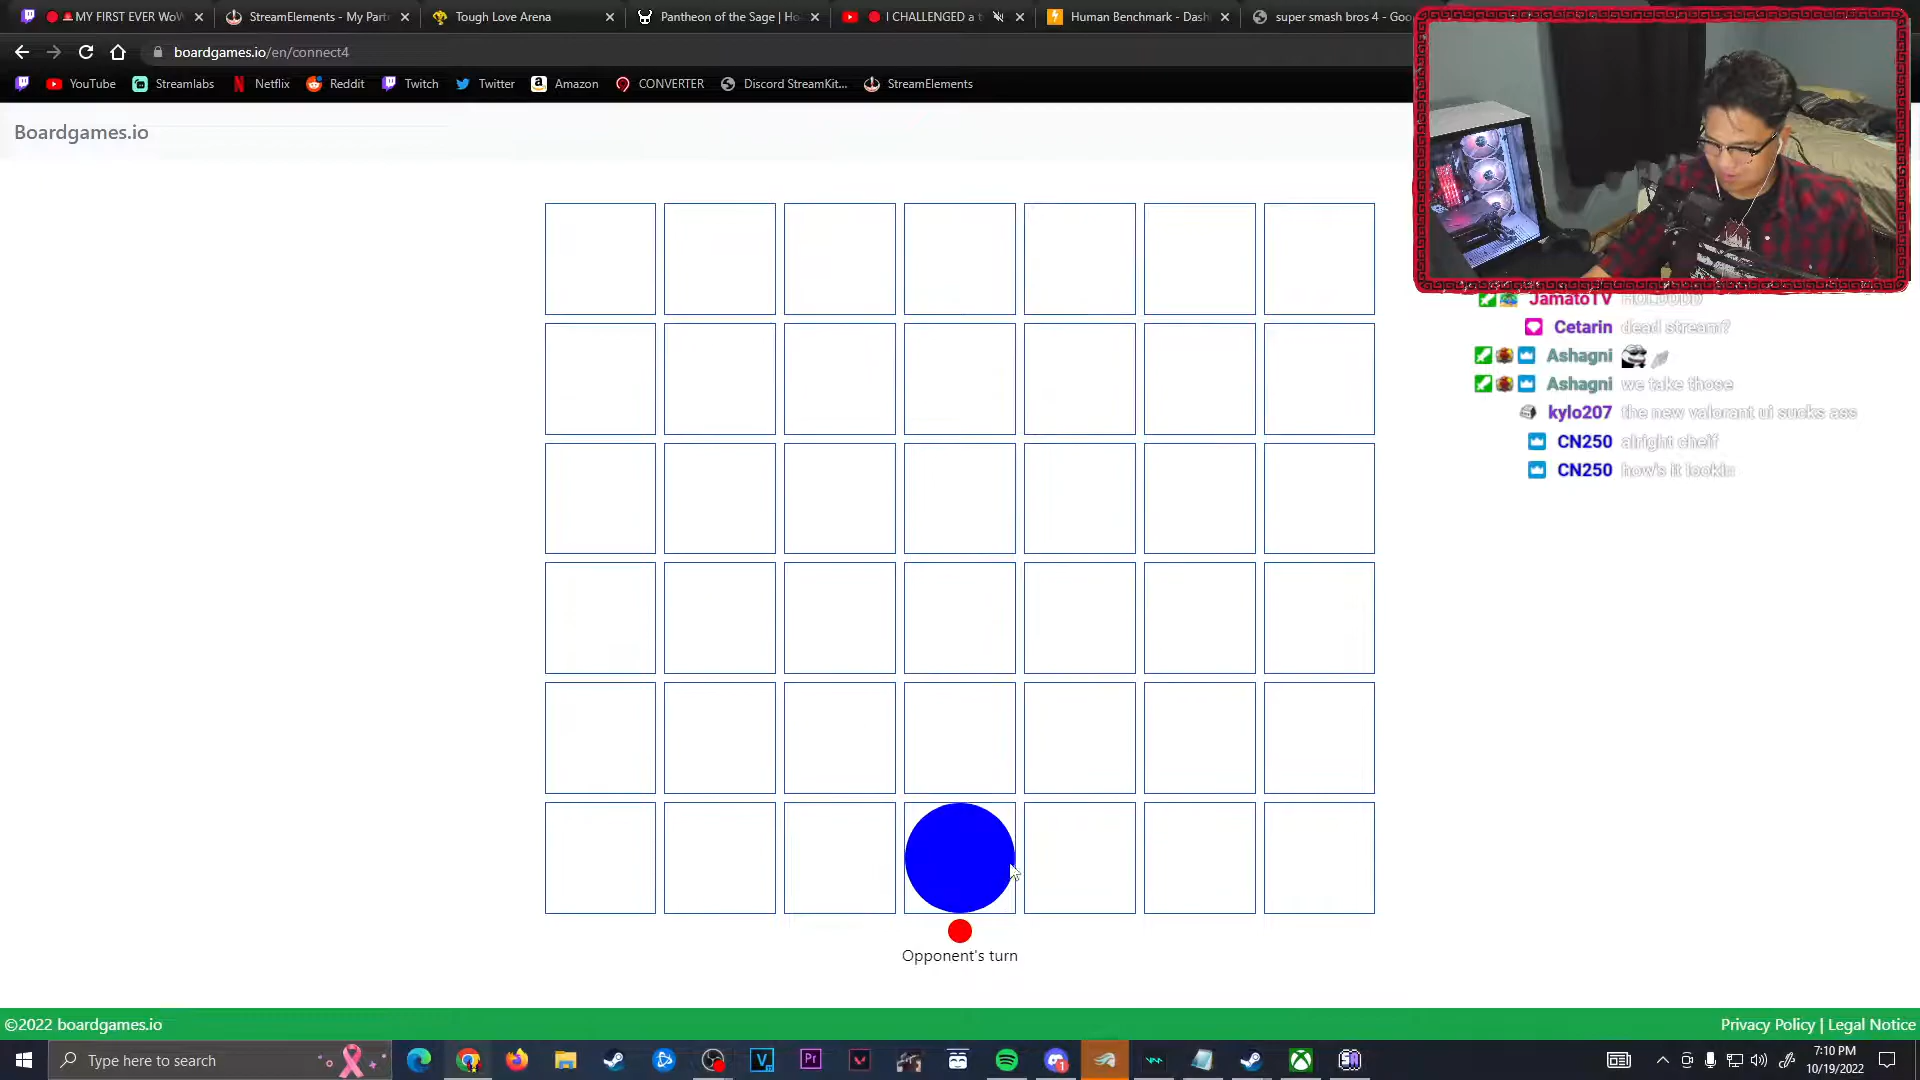 MY FIRST EVER WoW
StreamElements - My Partn
Tough Love Arena
Pantheon of the Sage | Ho
I CHALLENGED a t
Human Benchmark - Dash
super smash bros 4 - Goo
boardgames.io/en/connect4
YouTube
Streamlabs
Netflix
Reddit
Twitch
Twitter
Amazon
CONVERTER
Discord StreamKit...
StreamElements
Boardgames.io
JamatoTV
Cetarin dead stream?
Ashagni
Ashagni we take those
kylo207 the new valorant ui sucks ass
CN250 alright cheif
CN250 how's it lookin
Opponent's turn
©2022 boardgames.io
Privacy Policy | Legal Notice
Type here to search
7:10 PM
10/19/2022